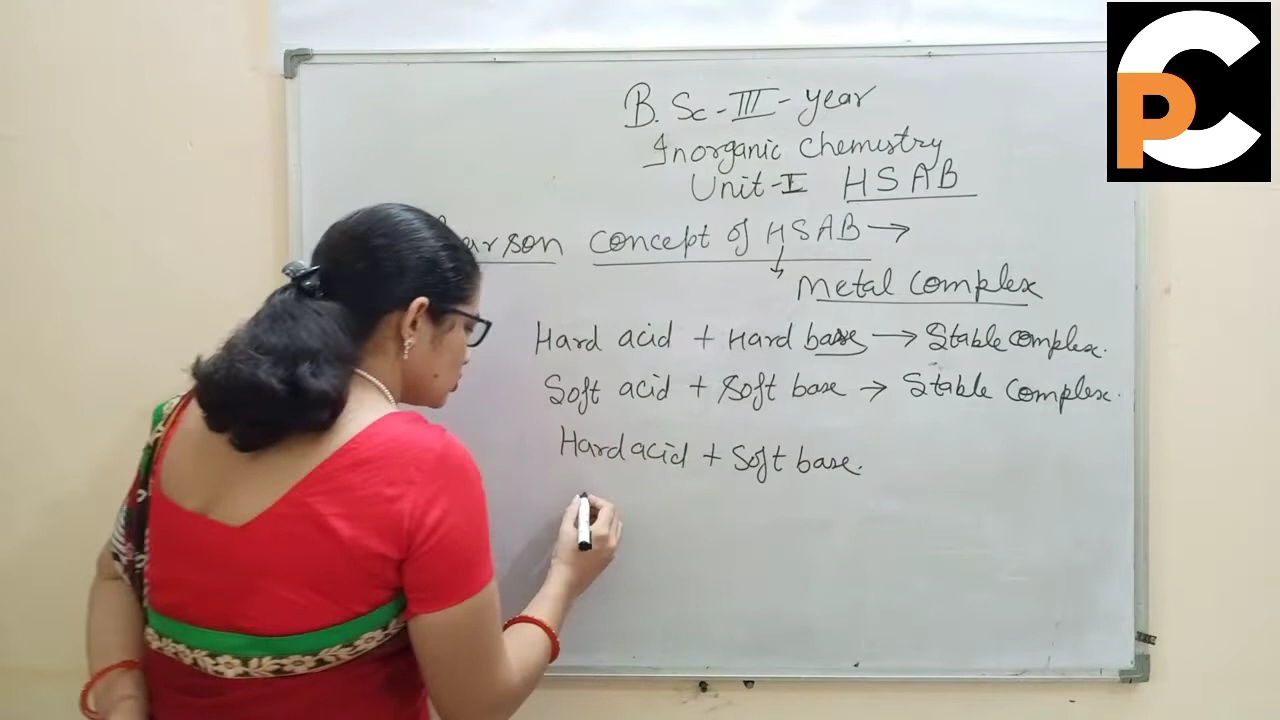 B. Sc - III - year
Inorganic chemistry
Unit-I HSAB
concept of HSAB →
Metal complex
Hard acid + Hard base → Stable complex.
Soft acid + Soft base → Stable complex.
Hard acid + Soft base.
PC